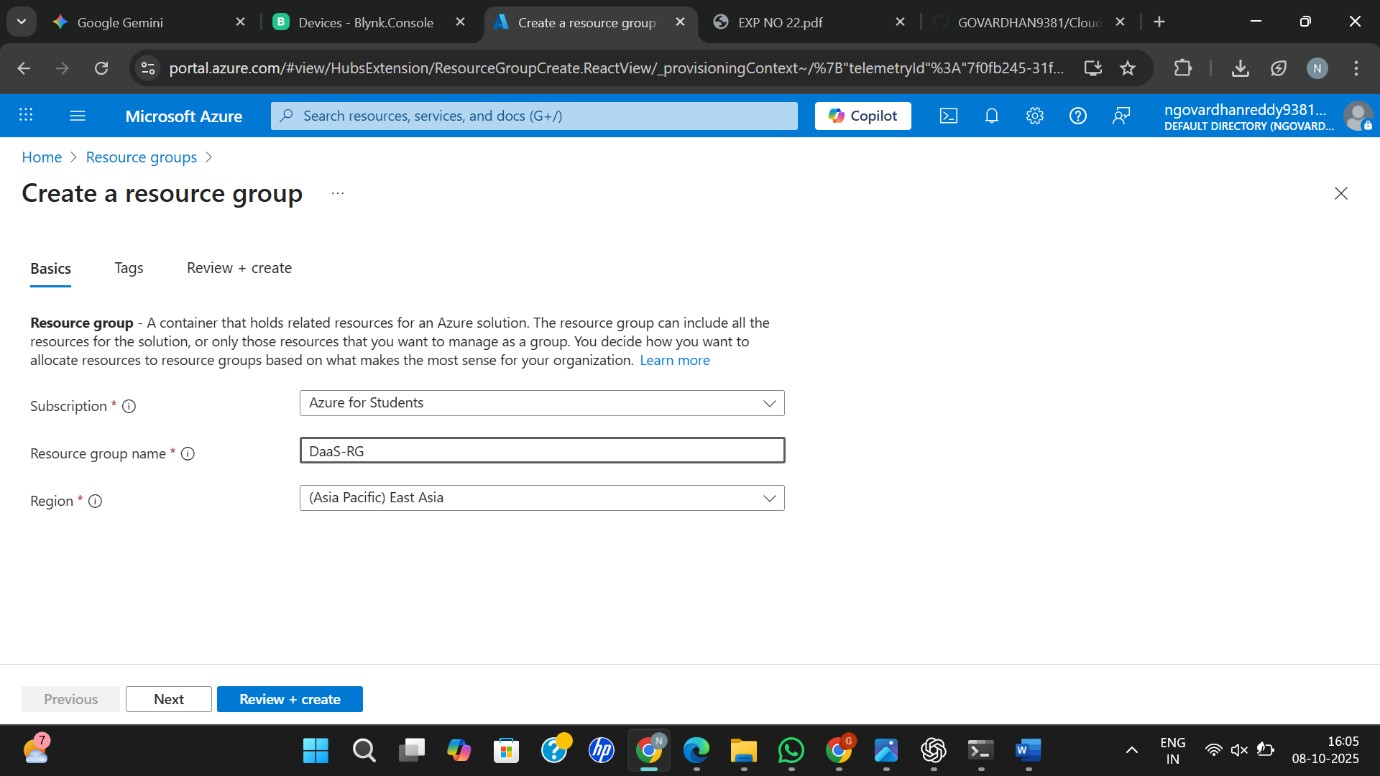 Google Gemini
Devices - Blynk.Console
Create a resource group
EXP NO 22.pdf
GOVARDHAN9381/Cloud
portal.azure.com/#view/HubsExtension/ResourceGroupCreate.ReactView/_provisioningContext~/%7B"telemetryId"%3A"7f0fb245-31f...
N
Microsoft Azure
Search resources, services, and docs (G+/)
Copilot
ngovardhanreddy9381...
DEFAULT DIRECTORY (NGOVARD...
Home > Resource groups >
Create a resource group ...
Basics Tags Review + create
Resource group - A container that holds related resources for an Azure solution. The resource group can include all the
resources for the solution, or only those resources that you want to manage as a group. You decide how you want to
allocate resources to resource groups based on what makes the most sense for your organization. Learn more
Subscription * Azure for Students
Resource group name * DaaS-RG
Region * (Asia Pacific) East Asia
Previous Next Review + create
7
hp
N
G
W
ENG
IN
16:05
08-10-2025